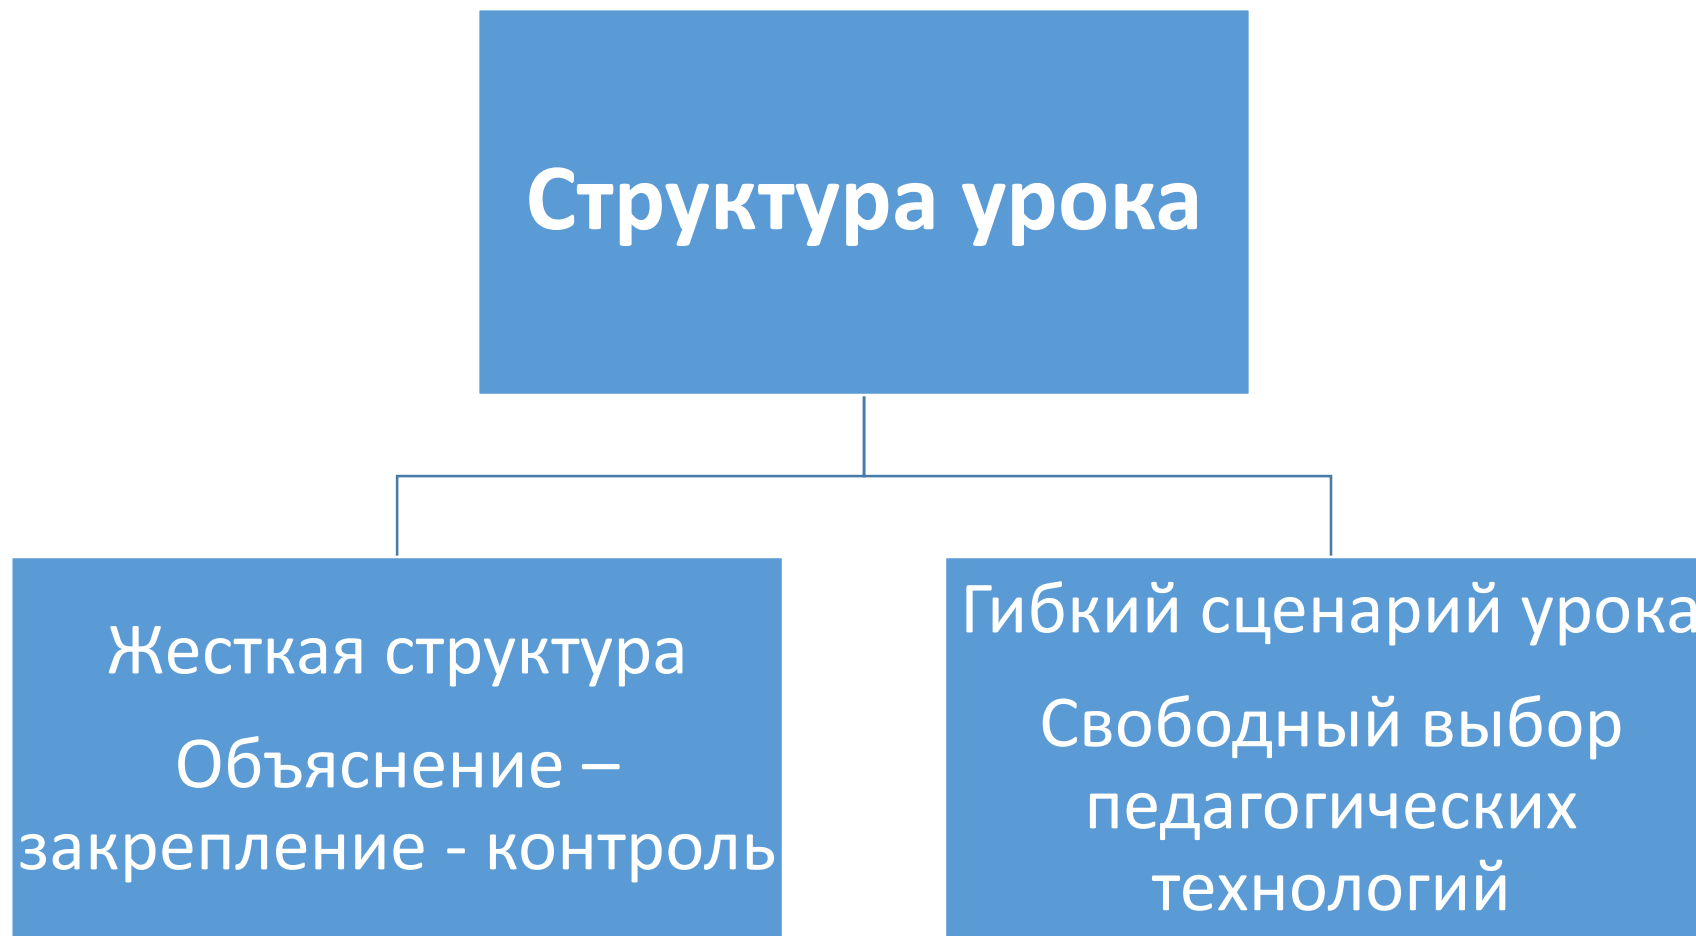 Структура урока
Жесткая структура
Объяснение –
закрепление - контроль
Гибкий сценарий урока
Свободный выбор
педагогических
технологий